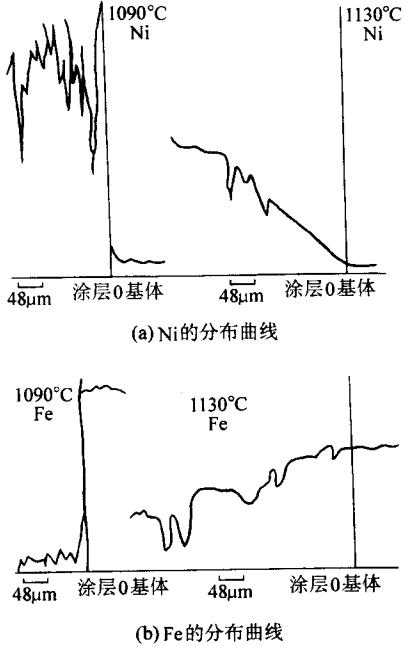 1090°C
Ni
1130°C
Ni
48μm
涂层0基体
48μm
涂层0基体
(a) Ni的分布曲线
1090°C
Fe
1130°C
Fe
48μm
涂层0基体
48μm
涂层0基体
(b) Fe的分布曲线